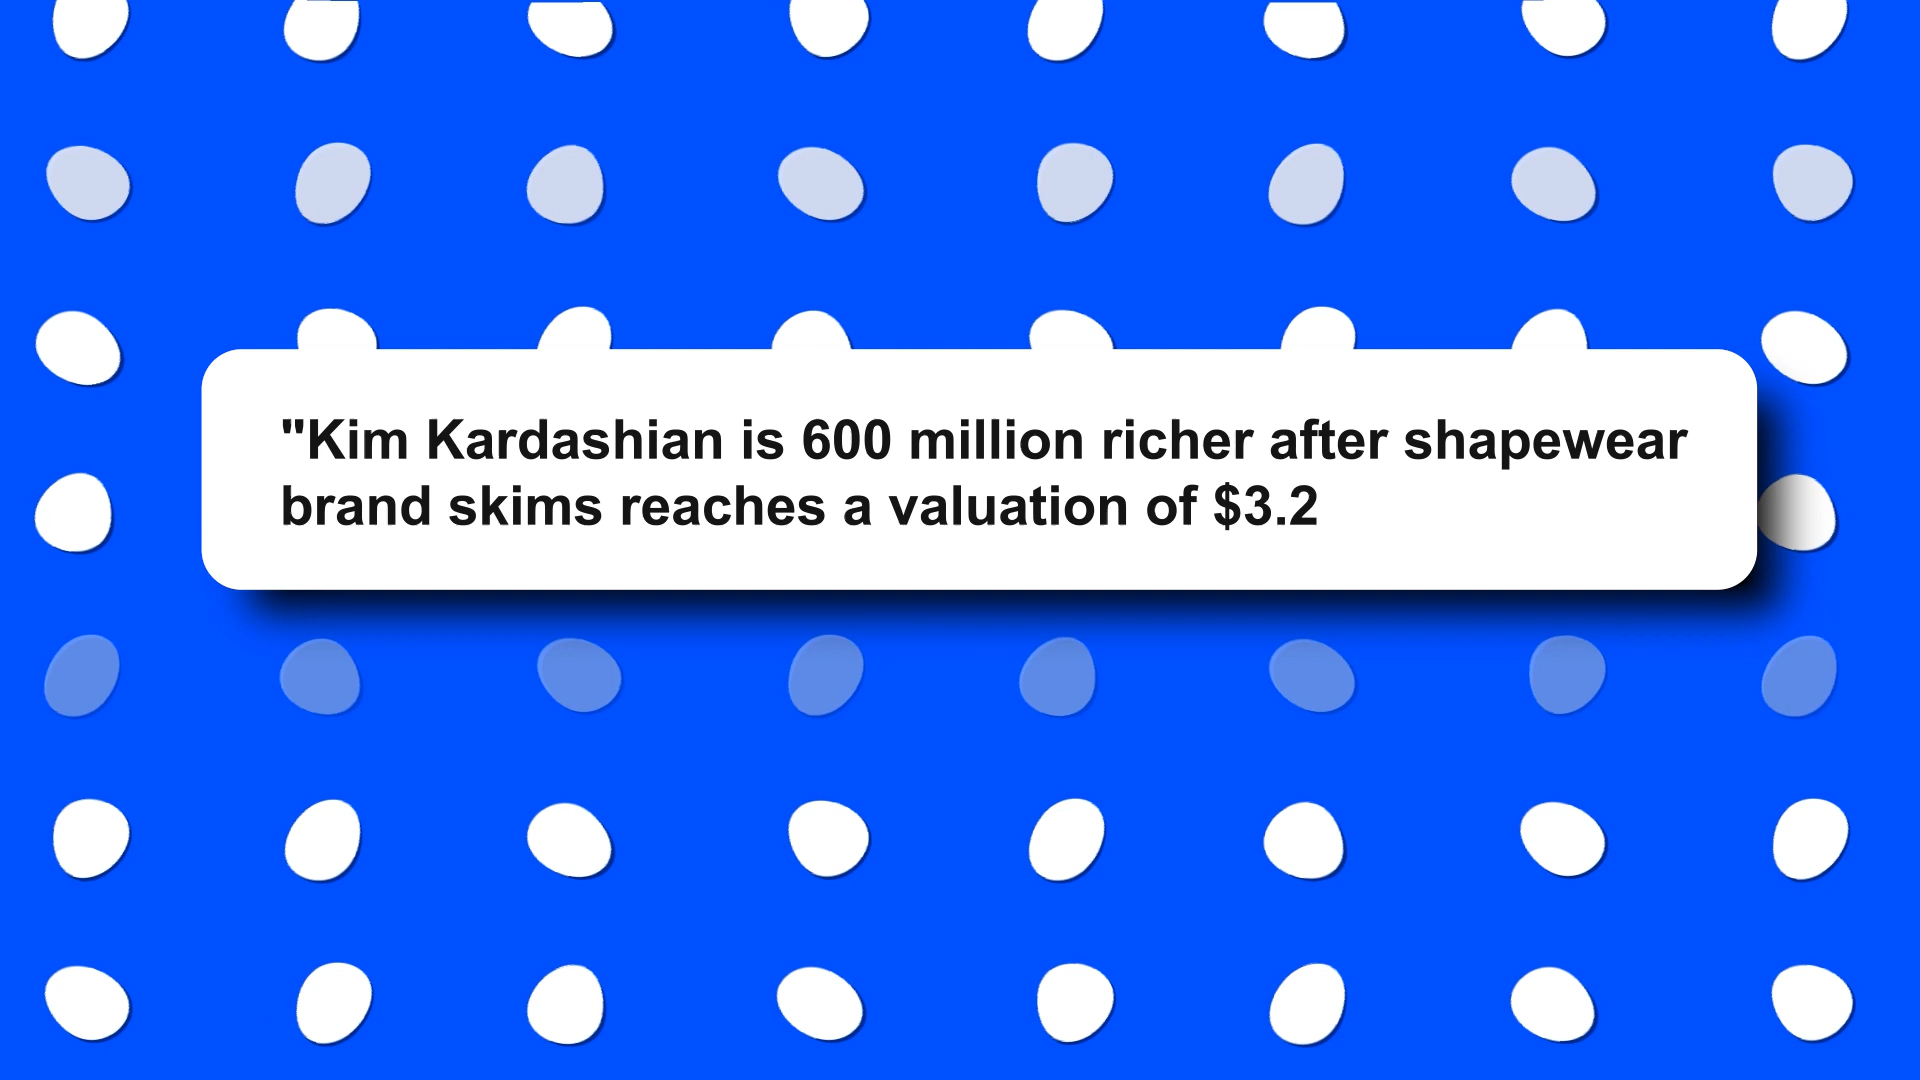 "Kim Kardashian is 600 million richer after shapewear
brand skims reaches a valuation of $3.2